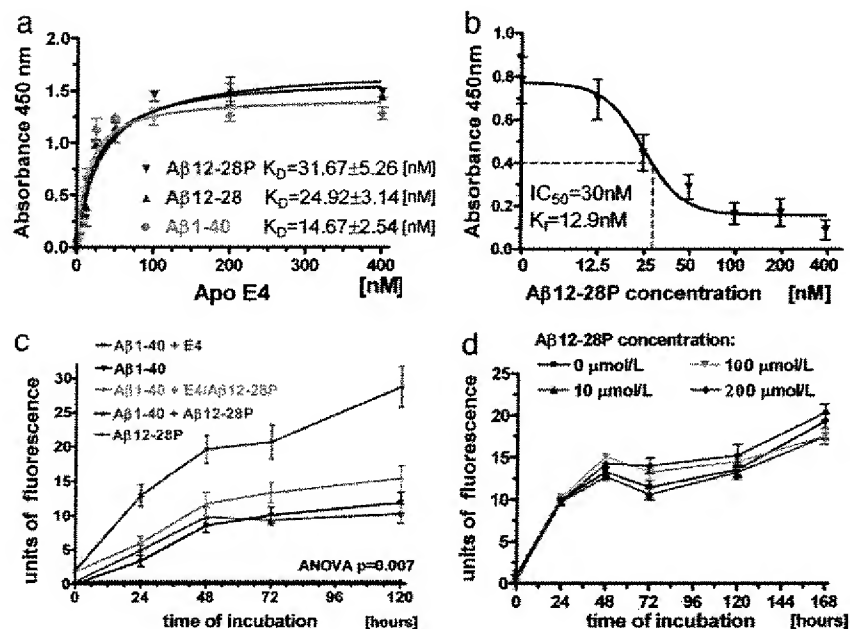 a
Absorbance 450 nm
2.0
1.5
1.0
0.5
0.0
Aβ12-28P K_D=31.67±5.26 [nM]
Aβ12-28 K_D=24.92±3.14 [nM]
Aβ1-40 K_D=14.67±2.54 [nM]
0 100 200 300 400
Apo E4 [nM]
b
Absorbance 450nm
1.0
0.8
0.6
0.4
0.2
0.0
IC50=30nM
K_I=12.9nM
0 12.5 25 50 100 200 400
Aβ12-28P concentration [nM]
c
units of fluorescence
Aβ1-40 + E4
Aβ1-40
Aβ1-40 + E4/Aβ12-28P
Aβ1-40 + Aβ12-28P
Aβ12-28P
30
25
20
15
10
5
0
ANOVA p=0.007
0 24 48 72 96 120
time of incubation [hours]
d
Aβ12-28P concentration:
0 µmol/L 100 µmol/L
10 µmol/L 200 µmol/L
units of fluorescence
25
20
15
10
5
0
0 24 48 72 96 120 144 168
time of incubation [hours]